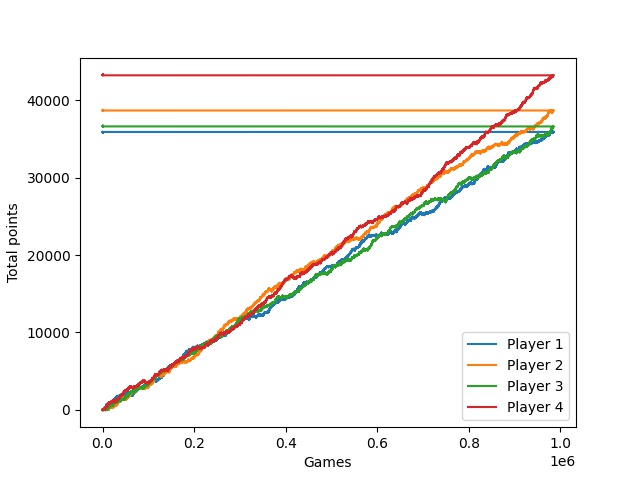 Total points
40000
30000
20000
10000
0
0.0 0.2 0.4 0.6 0.8 1.0
1e6
Games
Player 1
Player 2
Player 3
Player 4